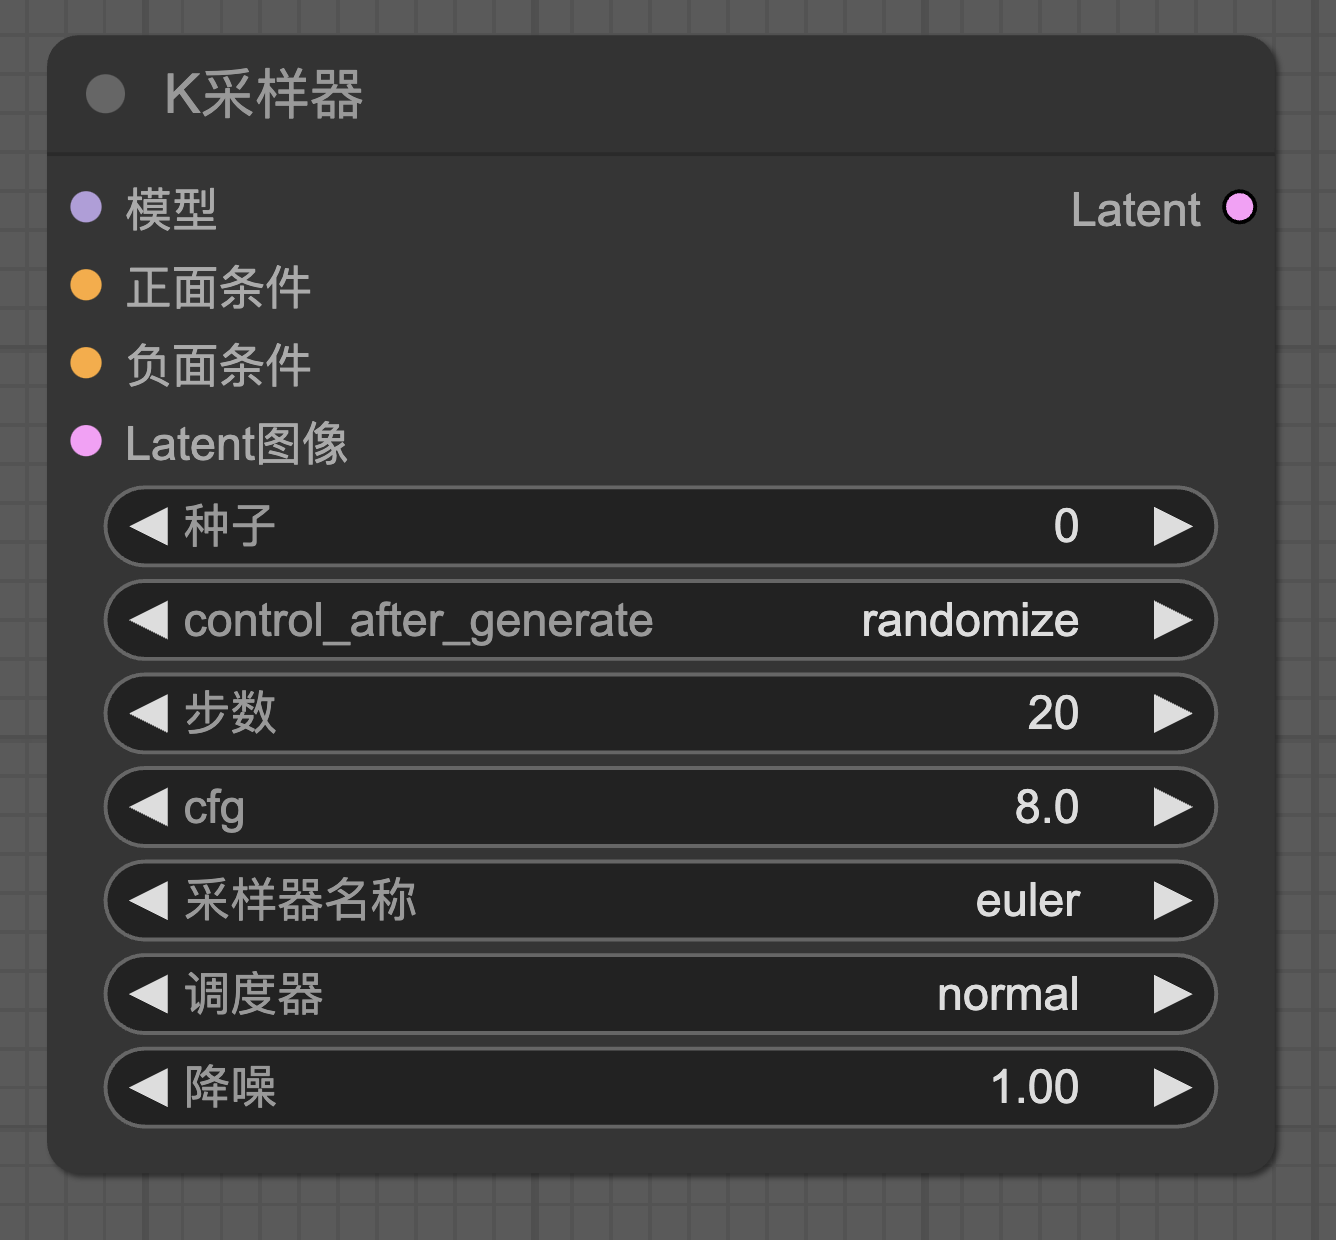 K采样器
模型 Latent
正面条件
负面条件
Latent图像
种子 0
control_after_generate randomize
步数 20
cfg 8.0
采样器名称 euler
调度器 normal
降噪 1.00